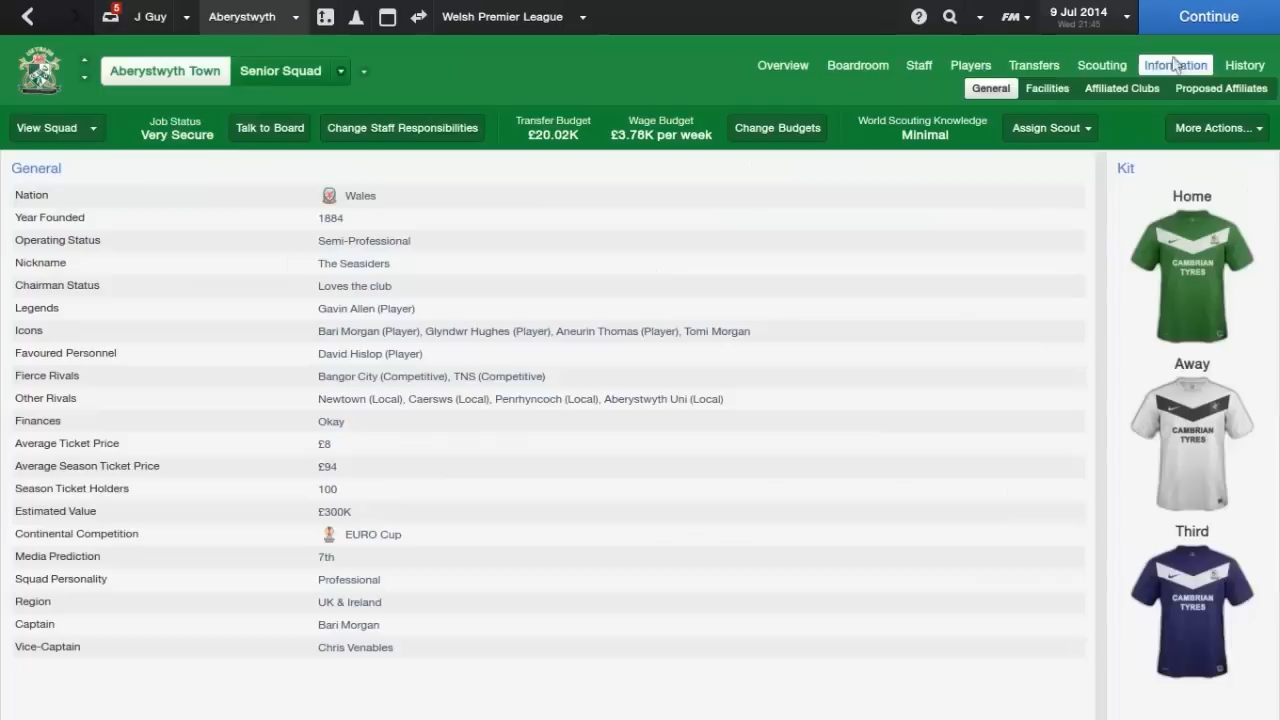 5 J Guy Aberystwyth Welsh Premier League FM 9 Jul 2014 Continue
Wed 21:45
Aberystwyth Town Senior Squad Overview Boardroom Staff Players Transfers Scouting Information History
General Facilities Affiliated Clubs Proposed Affiliates
View Squad Job Status Talk to Board Change Staff Responsibilities Transfer Budget Wage Budget Change Budgets World Scouting Knowledge Assign Scout More Actions...
Very Secure £20.02K £3.78K per week Minimal
General Kit
Nation Wales Home
Year Founded 1884
Operating Status Semi-Professional
Nickname The Seasiders CAMBRIAN
TYRES
Chairman Status Loves the club
Legends Gavin Allen (Player)
Icons Bari Morgan (Player), Glyndwr Hughes (Player), Aneurin Thomas (Player), Tomi Morgan
Favoured Personnel David Hislop (Player)
Away
Fierce Rivals Bangor City (Competitive), TNS (Competitive)
Other Rivals Newtown (Local), Caersws (Local), Penrhyncoch (Local), Aberystwyth Uni (Local)
Finances Okay
CAMBRIAN
TYRES
Average Ticket Price £8
Average Season Ticket Price £94
Season Ticket Holders 100
Estimated Value £300K
Continental Competition EURO Cup Third
Media Prediction 7th
Squad Personality Professional
Region UK & Ireland CAMBRIAN
TYRES
Captain Bari Morgan
Vice-Captain Chris Venables